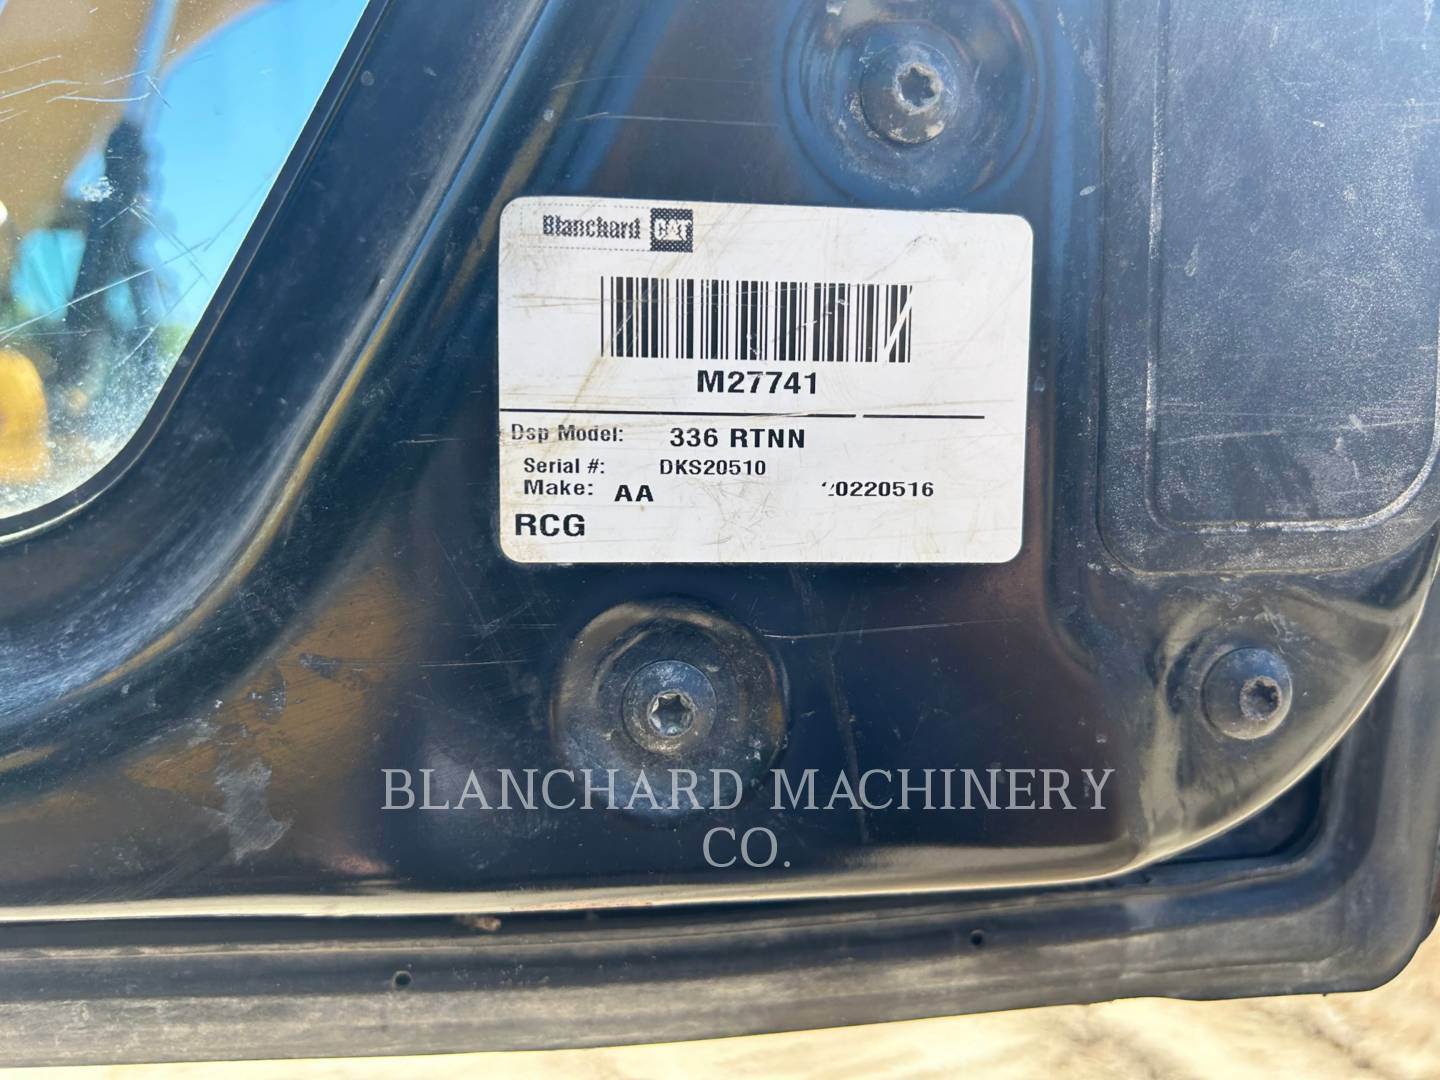 Blanchard CAT
M27741
Dsp Model: 336 RTNN
Serial #: DKS20510
Make: AA 20220516
RCG
BLANCHARD MACHINERY
CO.